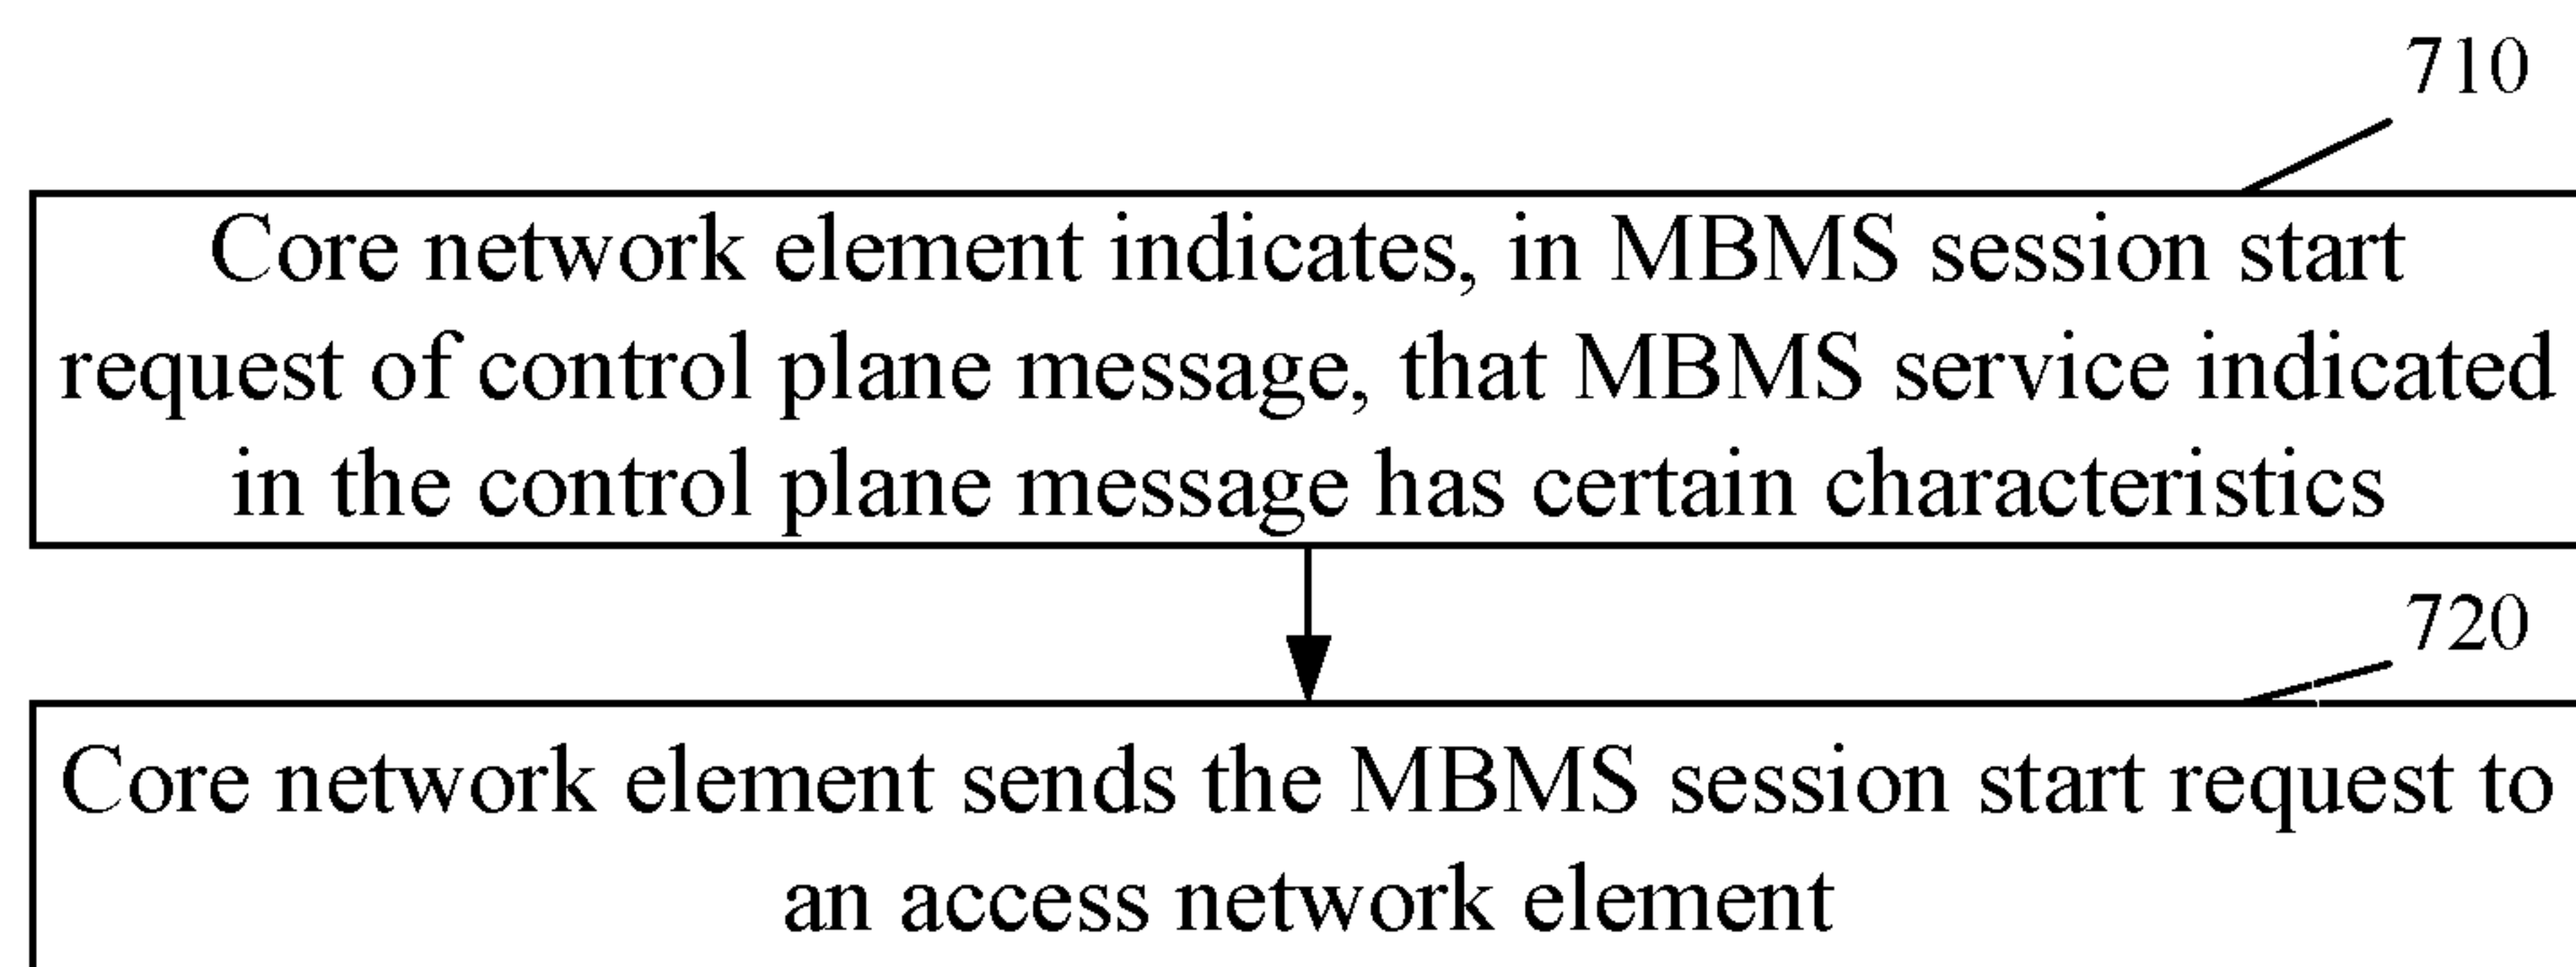 710
Core network element indicates, in MBMS session start
request of control plane message, that MBMS service indicated
in the control plane message has certain characteristics
720
Core network element sends the MBMS session start request to
an access network element